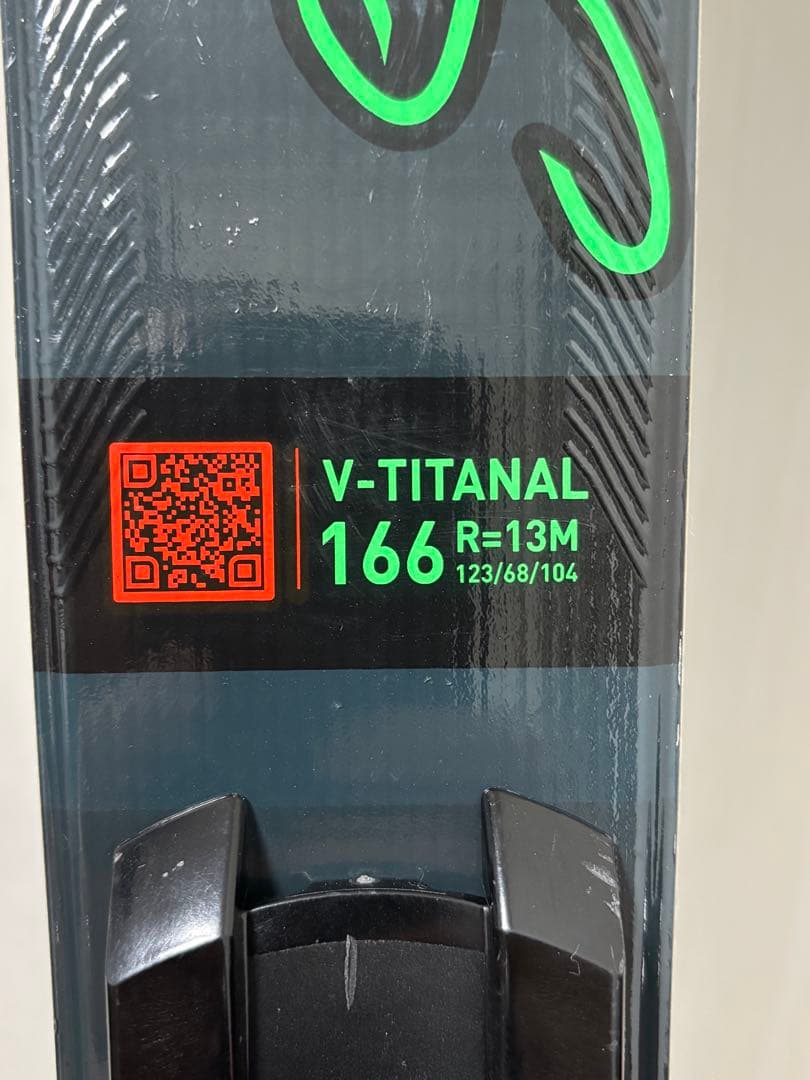 V-TITANAL
166 R=13M
123/68/104